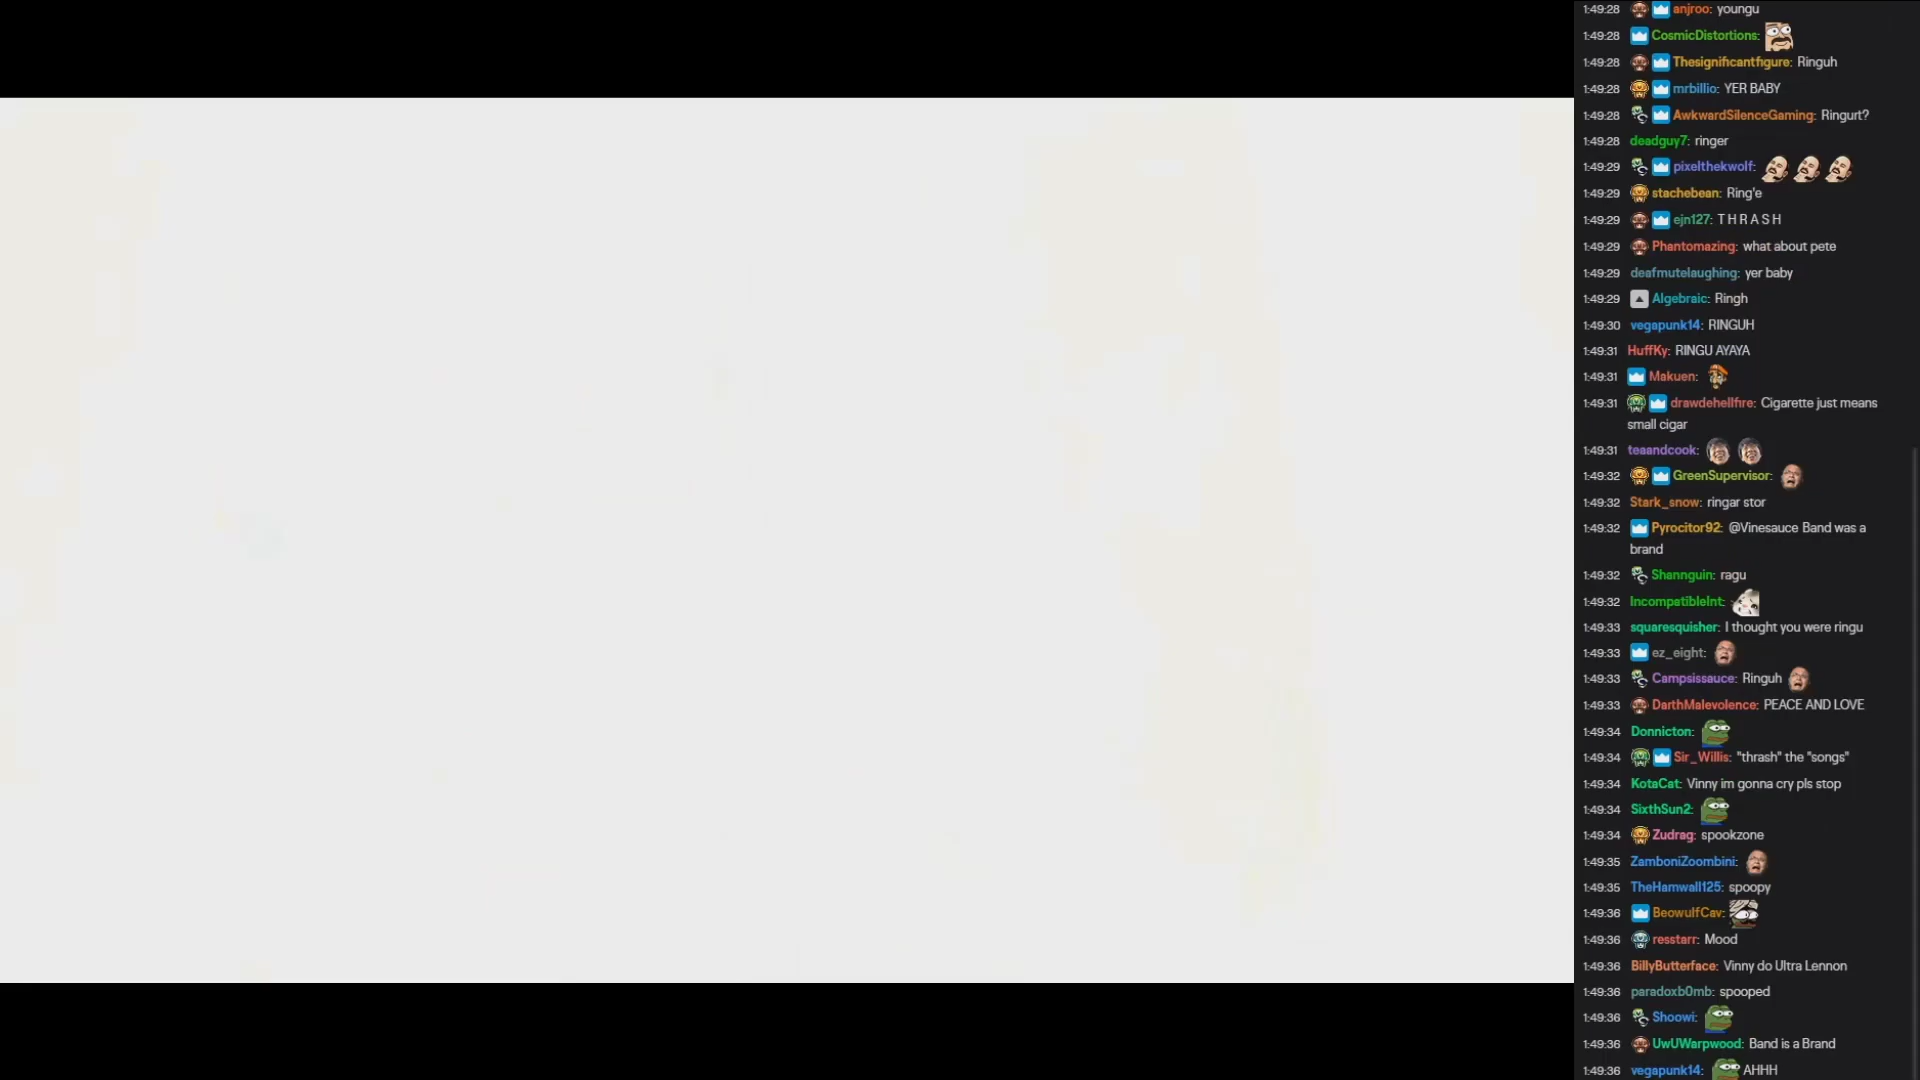 1:49:28 anjroo: youngu
1:49:28 CosmicDistortions:
1:49:28 Thesignificantfigure: Ringuh
1:49:28 mrbillio: YER BABY
1:49:28 AwkwardSilenceGaming: Ringurt?
1:49:28 deadguy7: ringer
1:49:29 pixelthekwolf:
1:49:29 stachebean: Ring'e
1:49:29 ejn127: T H R A S H
1:49:29 Phantomazing: what about pete
1:49:29 deafmutelaughing: yer baby
1:49:29 Algebraic: Ringh
1:49:30 vegapunk14: RINGUH
1:49:31 HuffKy: RINGU AYAYA
1:49:31 Makuen:
1:49:31 drawdehellfire: Cigarette just means
small cigar
1:49:31 teaandcook:
1:49:32 GreenSupervisor:
1:49:32 Stark_snow: ringar stor
1:49:32 Pyrocitor92: @Vinesauce Band was a
brand
1:49:32 Shannguin: ragu
1:49:32 IncompatibleInt:
1:49:33 squaresquisher: I thought you were ringu
1:49:33 ez_eight:
1:49:33 Campsissauce: Ringuh
1:49:33 DarthMalevolence: PEACE AND LOVE
1:49:34 Donnicton:
1:49:34 Sir_Willis: "thrash" the "songs"
1:49:34 KotaCat: Vinny im gonna cry pls stop
1:49:34 SixthSun2:
1:49:34 Zudrag: spookzone
1:49:35 ZamboniZoombini:
1:49:35 TheHamwall125: spoopy
1:49:36 BeowulfCav:
1:49:36 resstarr: Mood
1:49:36 BillyButterface: Vinny do Ultra Lennon
1:49:36 paradoxb0mb: spooped
1:49:36 Shoowi:
1:49:36 UwUWarpwood: Band is a Brand
1:49:36 vegapunk14: AHHH